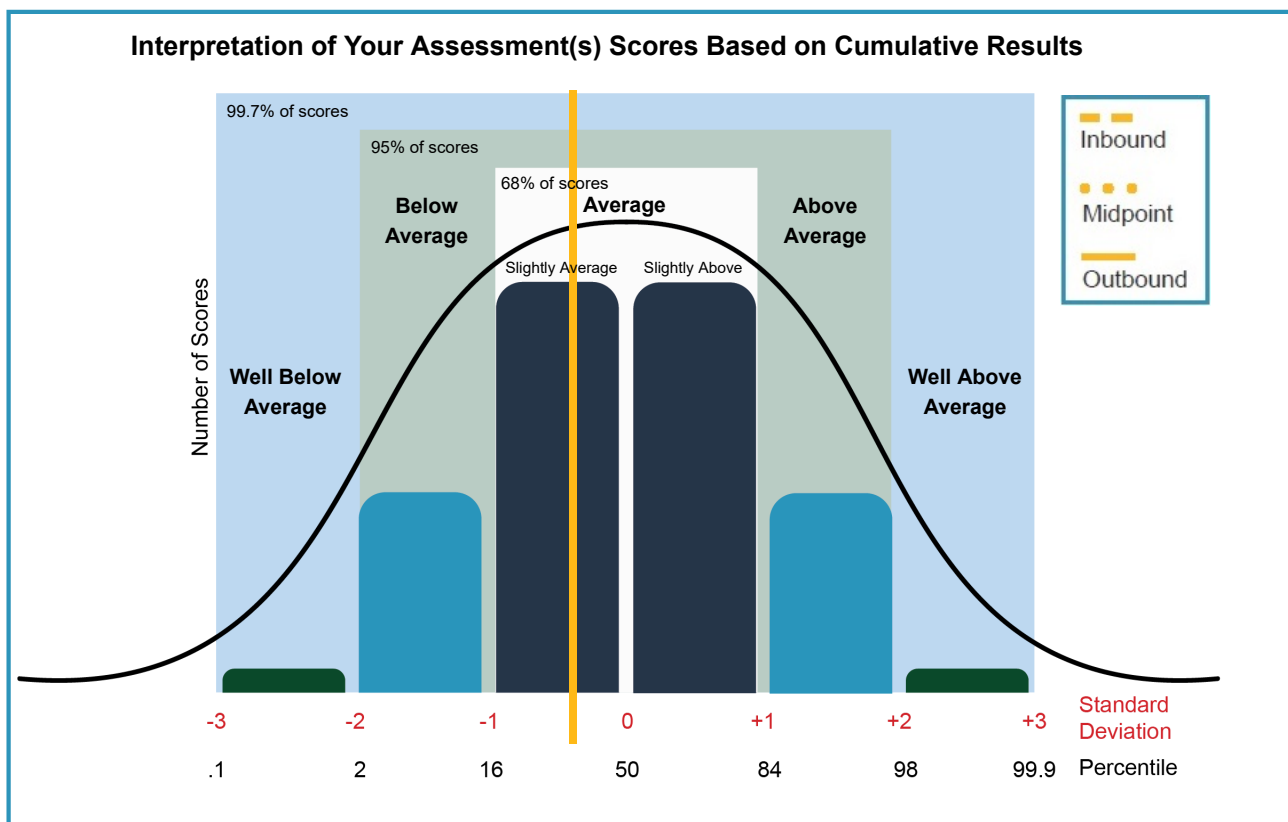 Interpretation of Your Assessment(s) Scores Based on Cumulative Results
99.7% of scores
95% of scores
68% of scores
Below
Average
Average
Above
Average
Slightly Average
Slightly Above
Well Below
Average
Well Above
Average
Number of Scores
Inbound
Midpoint
Outbound
-3 -2 -1 0 +1 +2 +3
Standard
Deviation
.1 2 16 50 84 98 99.9 Percentile